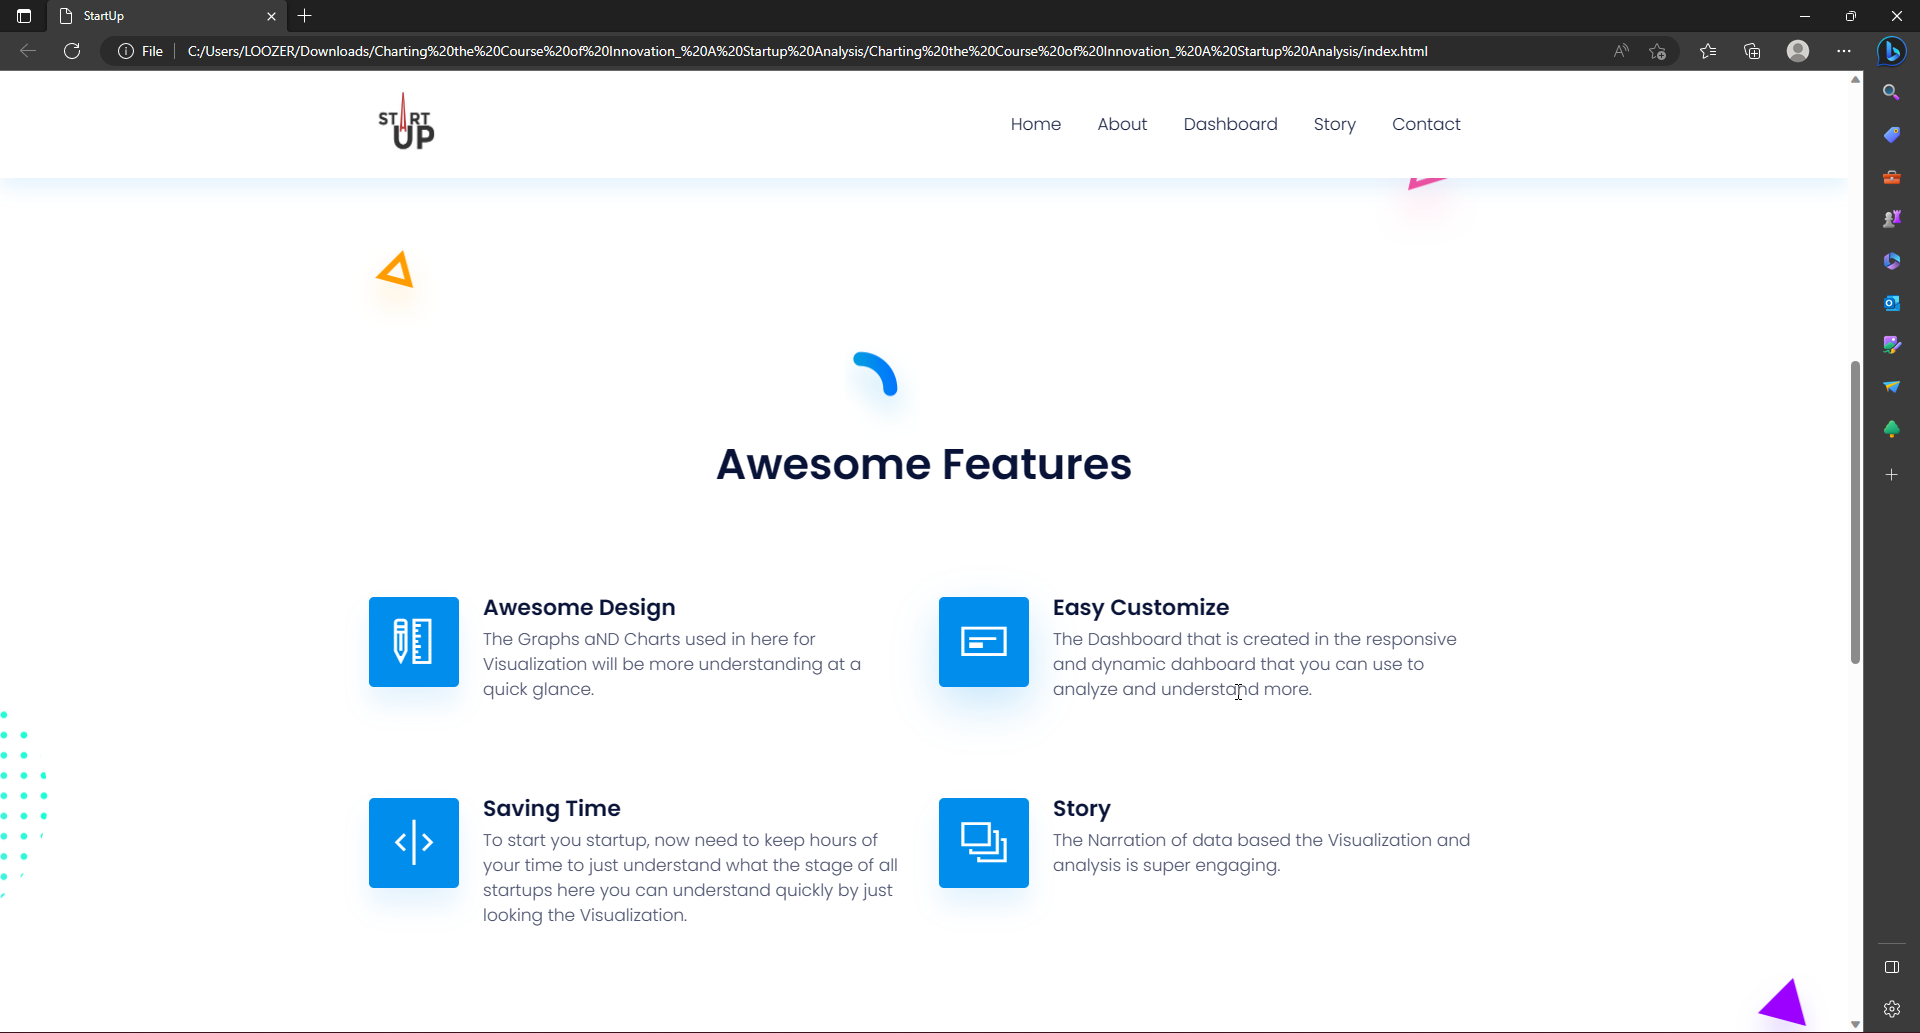 StartUp
File
C:/Users/LOOZER/Downloads/Charting%20the%20Course%20of%20Innovation_%20A%20Startup%20Analysis/Charting%20the%20Course%20of%20Innovation_%20A%20Startup%20Analysis/index.html
START
UP
Home
About
Dashboard
Story
Contact
Awesome Features
Awesome Design
The Graphs aND Charts used in here for
Visualization will be more understanding at a
quick glance.
Easy Customize
The Dashboard that is created in the responsive
and dynamic dahboard that you can use to
analyze and understand more.
Saving Time
To start you startup, now need to keep hours of
your time to just understand what the stage of all
startups here you can understand quickly by just
looking the Visualization.
Story
The Narration of data based the Visualization and
analysis is super engaging.